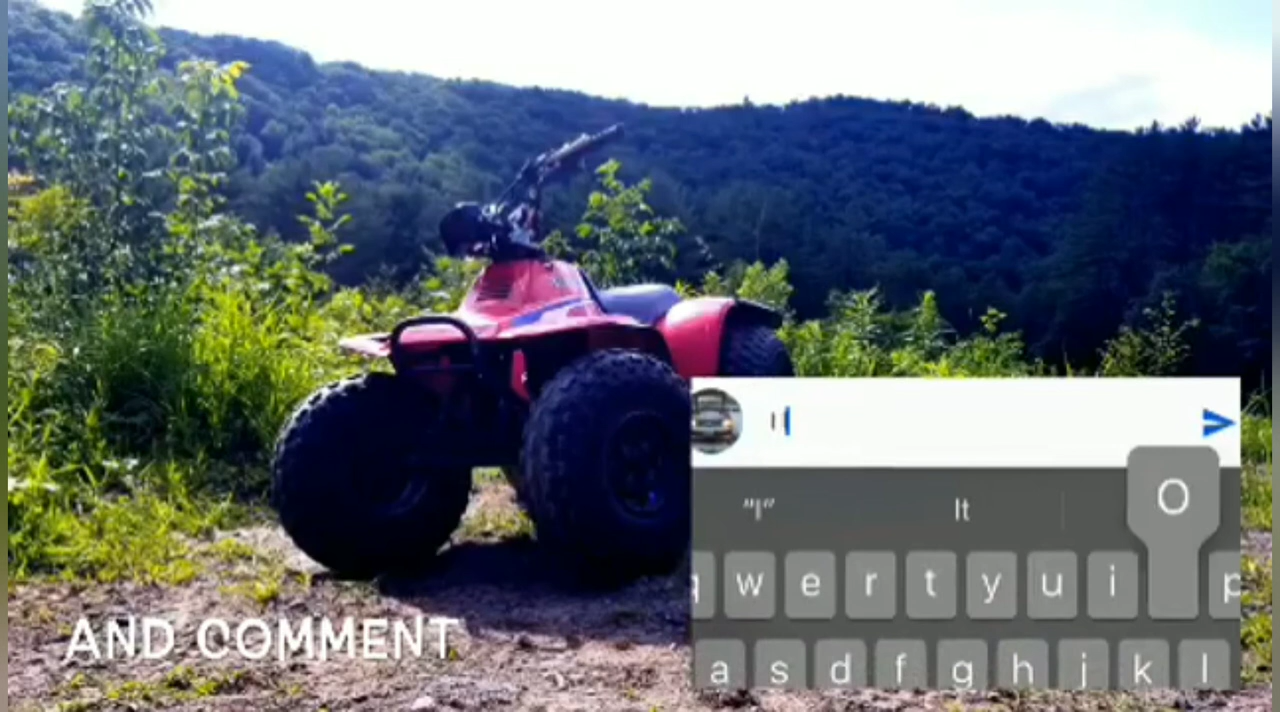 I
"I" It O
w e r t y u i p
a s d f g h j k l
AND COMMENT